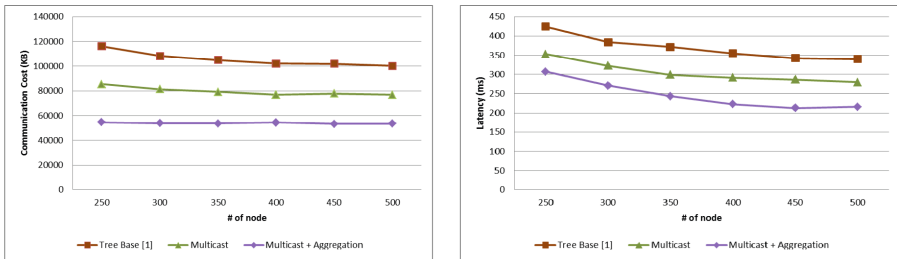 Communication Cost (KB)
140000
120000
100000
80000
60000
40000
20000
0
250 300 350 400 450 500
# of node
Tree Base [1] Multicast Multicast + Aggregation
Latency (ms)
450
400
350
300
250
200
150
100
50
0
250 300 350 400 450 500
# of node
Tree Base [1] Multicast Multicast + Aggregation